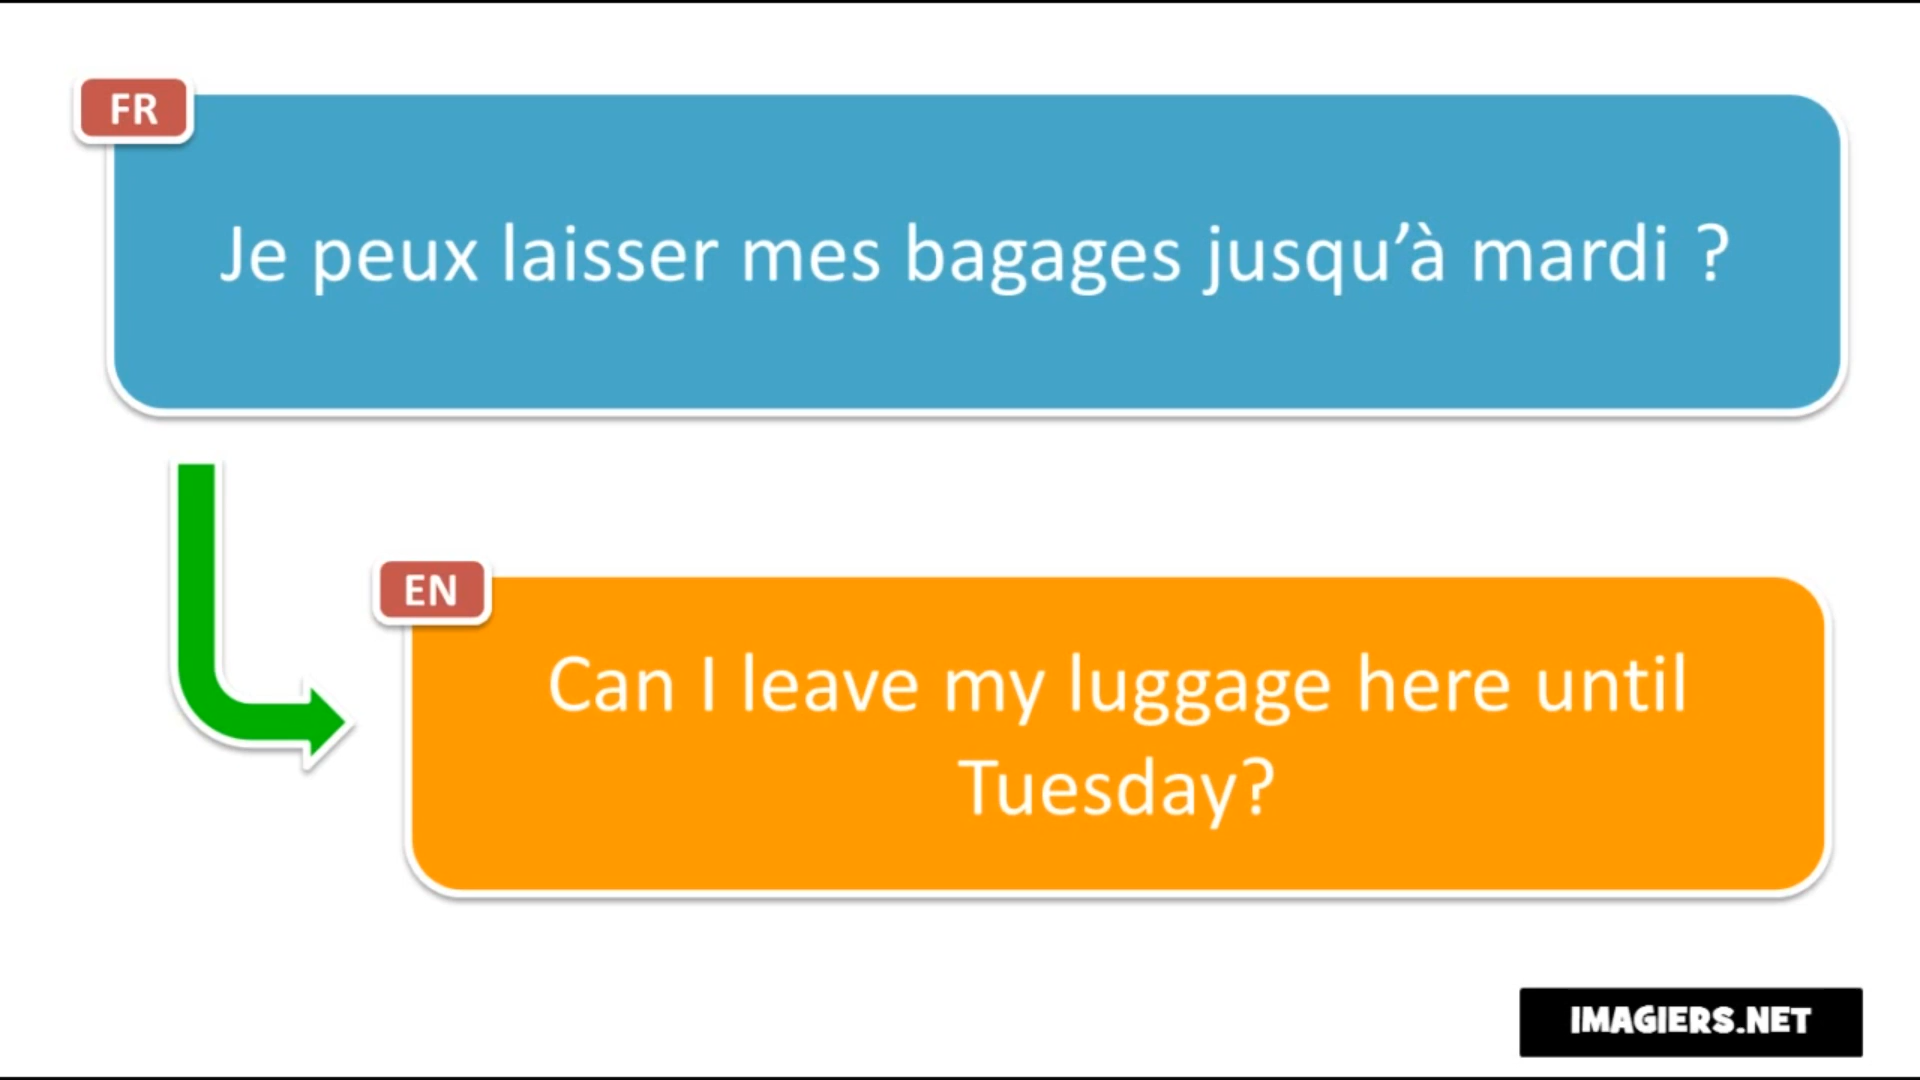 FR
Je peux laisser mes bagages jusqu’à mardi ?
EN
Can I leave my luggage here until
Tuesday?
IMAGIERS.NET